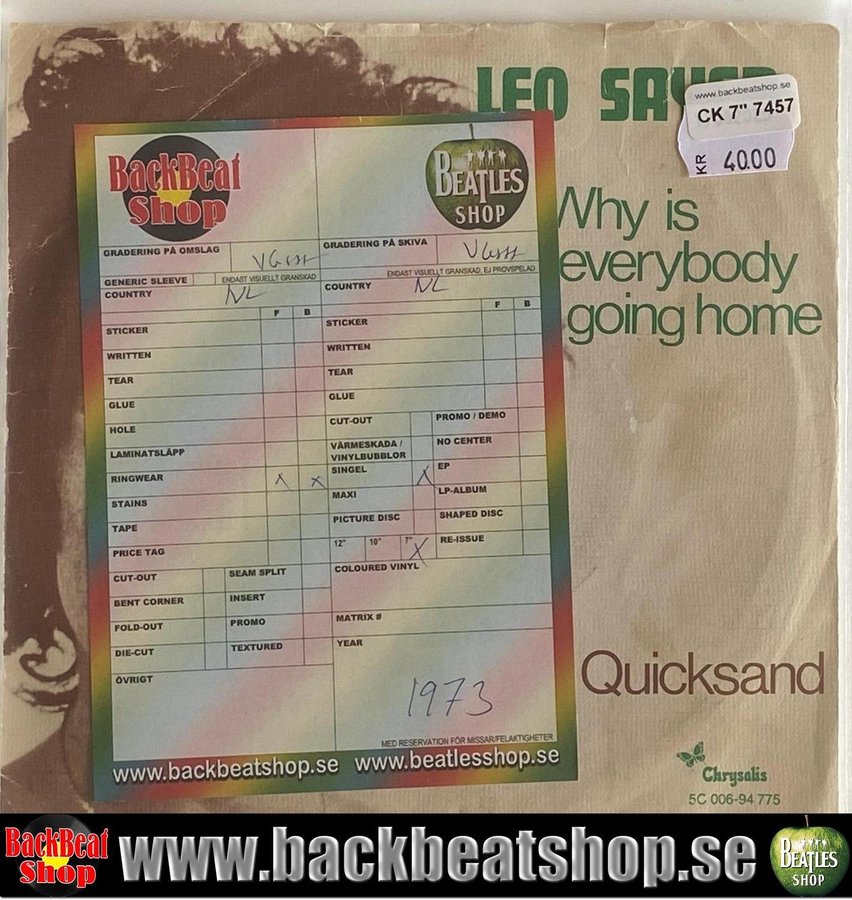 LEO SAYER
www.backbeatshop.se
CK 7" 7457
KR 40.00
Why is
everybody
going home
BackBeat
Shop
BEATLES
SHOP
GRADERING PÅ OMSLAG
GRADERING PÅ SKIVA
GENERIC SLEEVE
ENDAST VISUELLT GRANSKAD
ENDAST VISUELLT GRANSKAD, EJ PROVSPELAD
COUNTRY NL
COUNTRY NL
F B
F B
STICKER
WRITTEN
TEAR
GLUE
HOLE
LAMINATSLÄPP
RINGWEAR X X
STAINS
TAPE
PRICE TAG
CUT-OUT SEAM SPLIT
BENT CORNER INSERT
FOLD-OUT PROMO
DIE-CUT TEXTURED
ÖVRIGT
STICKER
WRITTEN
TEAR
GLUE
CUT-OUT PROMO / DEMO
VÄRMESKADA / NO CENTER
VINYLBUBBLOR
SINGEL X EP
MAXI LP-ALBUM
PICTURE DISC SHAPED DISC
12" 10" 7" X RE-ISSUE
COLOURED VINYL
MATRIX #
YEAR
1973
MED RESERVATION FÖR MISSAR/FELAKTIGHETER
www.backbeatshop.se www.beatlesshop.se
Quicksand
Chrysalis
5C 006-94 775
BackBeat
Shop
www.backbeatshop.se
BEATLES
SHOP